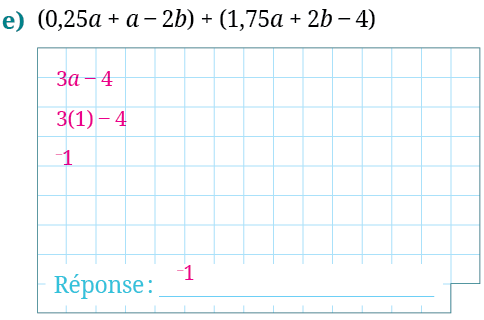 e) (0,25a + a – 2b) + (1,75a + 2b – 4)
3a – 4
3(1) – 4
⁻1
Réponse : ⁻1